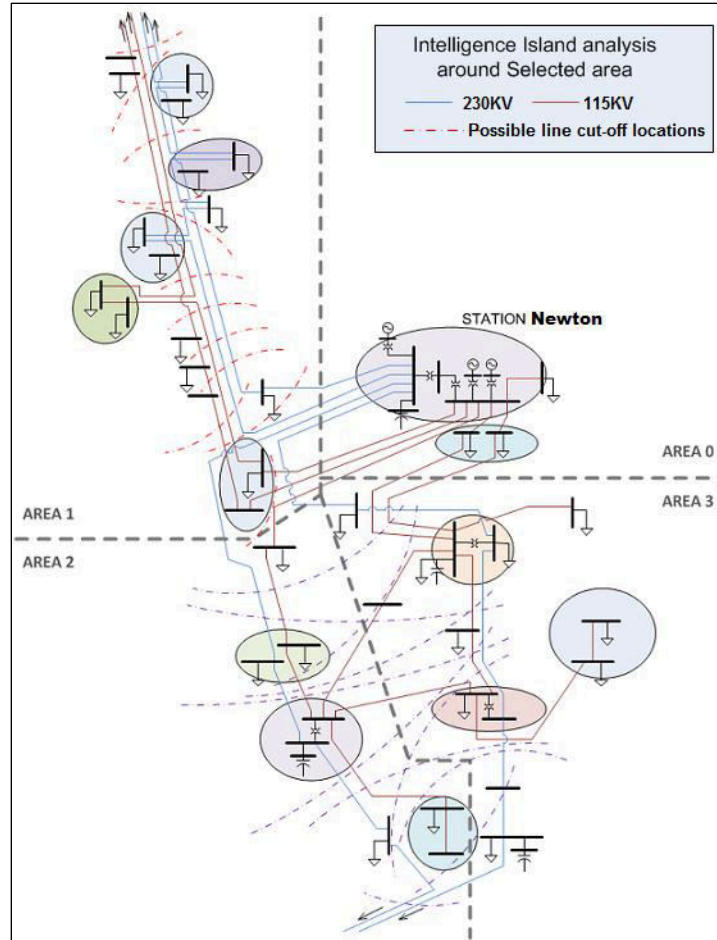 Intelligence Island analysis
around Selected area
230KV
115KV
Possible line cut-off locations
STATION Newton
AREA 0
AREA 3
AREA 1
AREA 2